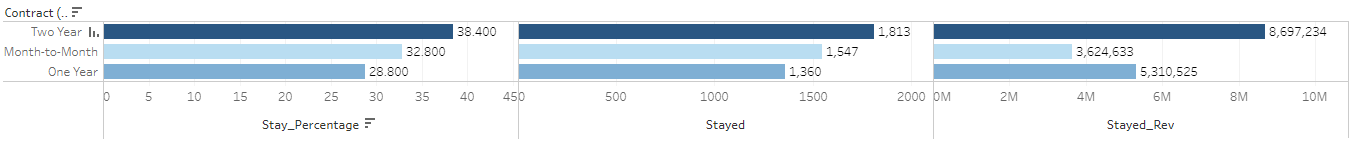 Contract (..
Two Year 38.400 1,813 8,697,234
Month-to-Month 32.800 1,547 3,624,633
One Year 28.800 1,360 5,310,525
0 5 10 15 20 25 30 35 40 45 0 500 1000 1500 2000 0M 2M 4M 6M 8M 10M
Stay_Percentage Stayed Stayed_Rev